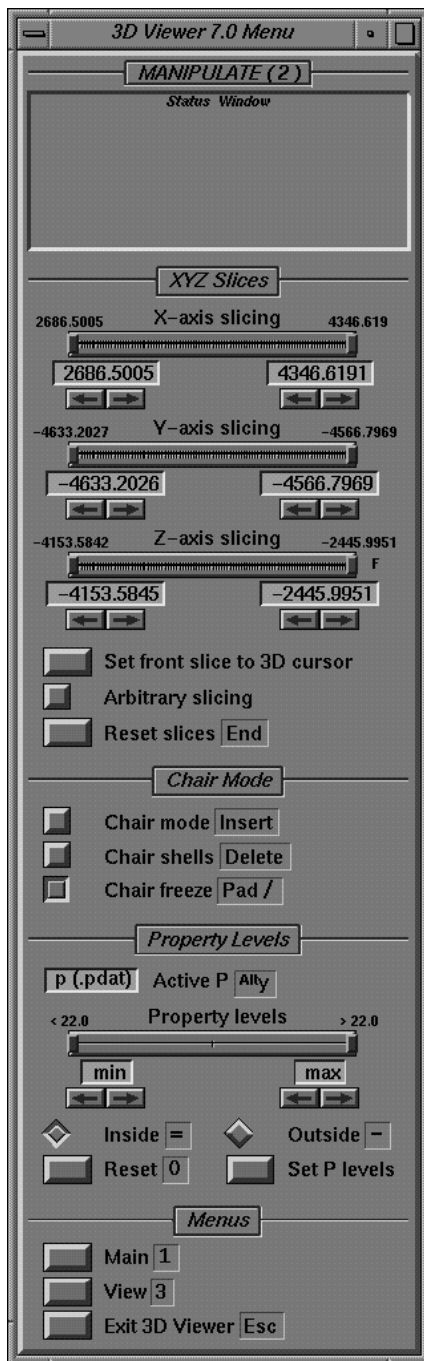 3D Viewer 7.0 Menu
MANIPULATE ( 2 )
Status Window
XYZ Slices
2686.5005 X-axis slicing 4346.619
2686.5005 4346.6191
-4633.2027 Y-axis slicing -4566.7969
-4633.2026 -4566.7969
-4153.5842 Z-axis slicing -2445.9951
F
-4153.5845 -2445.9951
Set front slice to 3D cursor
Arbitrary slicing
Reset slices End
Chair Mode
Chair mode Insert
Chair shells Delete
Chair freeze Pad /
Property Levels
p (.pdat) Active P Alty
< 22.0 Property levels > 22.0
min max
Inside = Outside -
Reset 0 Set P levels
Menus
Main 1
View 3
Exit 3D Viewer Esc